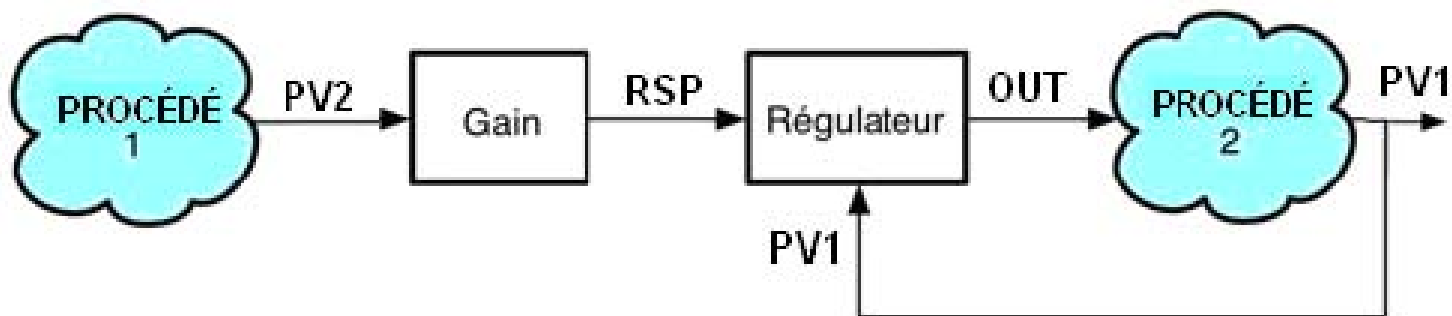 PROCÉDÉ
1
PV2
Gain
RSP
Régulateur
OUT
PROCÉDÉ
2
PV1
PV1